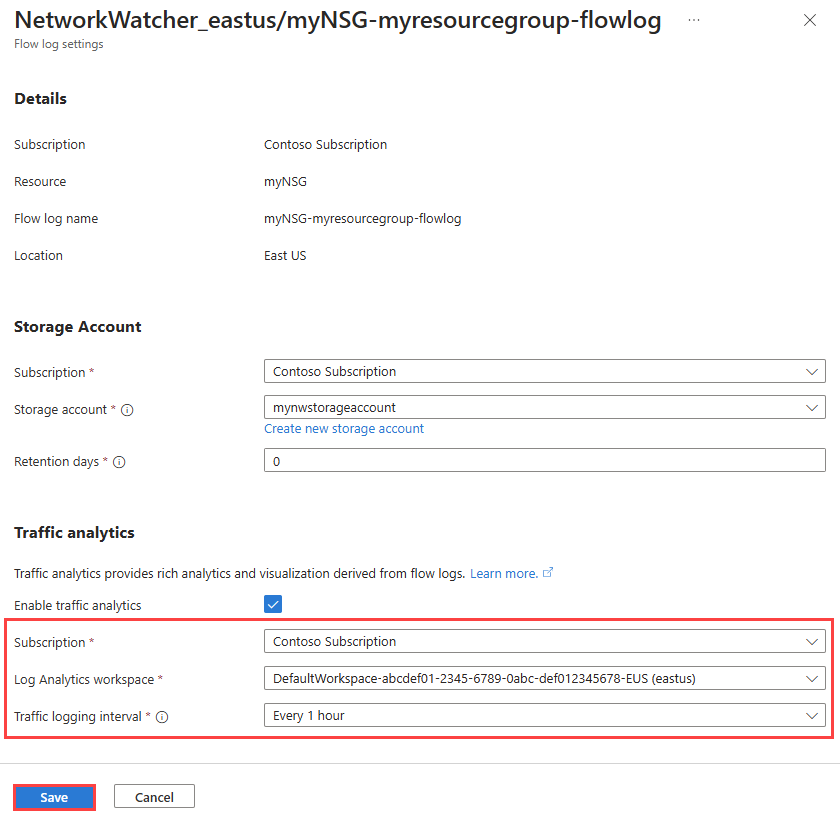 NetworkWatcher_eastus/myNSG-myresourcegroup-flowlog ...
Flow log settings
Details
Subscription Contoso Subscription
Resource myNSG
Flow log name myNSG-myresourcegroup-flowlog
Location East US
Storage Account
Subscription * Contoso Subscription
Storage account * mynwstorageaccount
Create new storage account
Retention days * 0
Traffic analytics
Traffic analytics provides rich analytics and visualization derived from flow logs. Learn more.
Enable traffic analytics
Subscription * Contoso Subscription
Log Analytics workspace * DefaultWorkspace-abcdef01-2345-6789-0abc-def012345678-EUS (eastus)
Traffic logging interval * Every 1 hour
Save Cancel